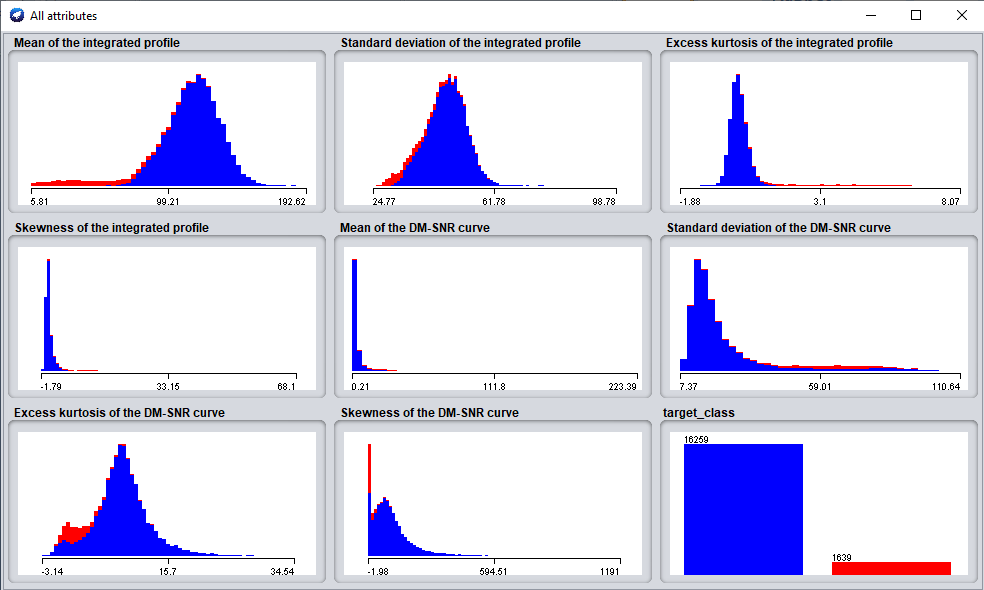 All attributes
Mean of the integrated profile
Standard deviation of the integrated profile
Excess kurtosis of the integrated profile
5.81 99.21 192.62
24.77 61.78 98.78
-1.88 3.1 8.07
Skewness of the integrated profile
Mean of the DM-SNR curve
Standard deviation of the DM-SNR curve
-1.79 33.15 68.1
0.21 111.8 223.39
7.37 59.01 110.64
Excess kurtosis of the DM-SNR curve
Skewness of the DM-SNR curve
target_class
16259
1639
-3.14 15.7 34.54
-1.98 594.51 1191